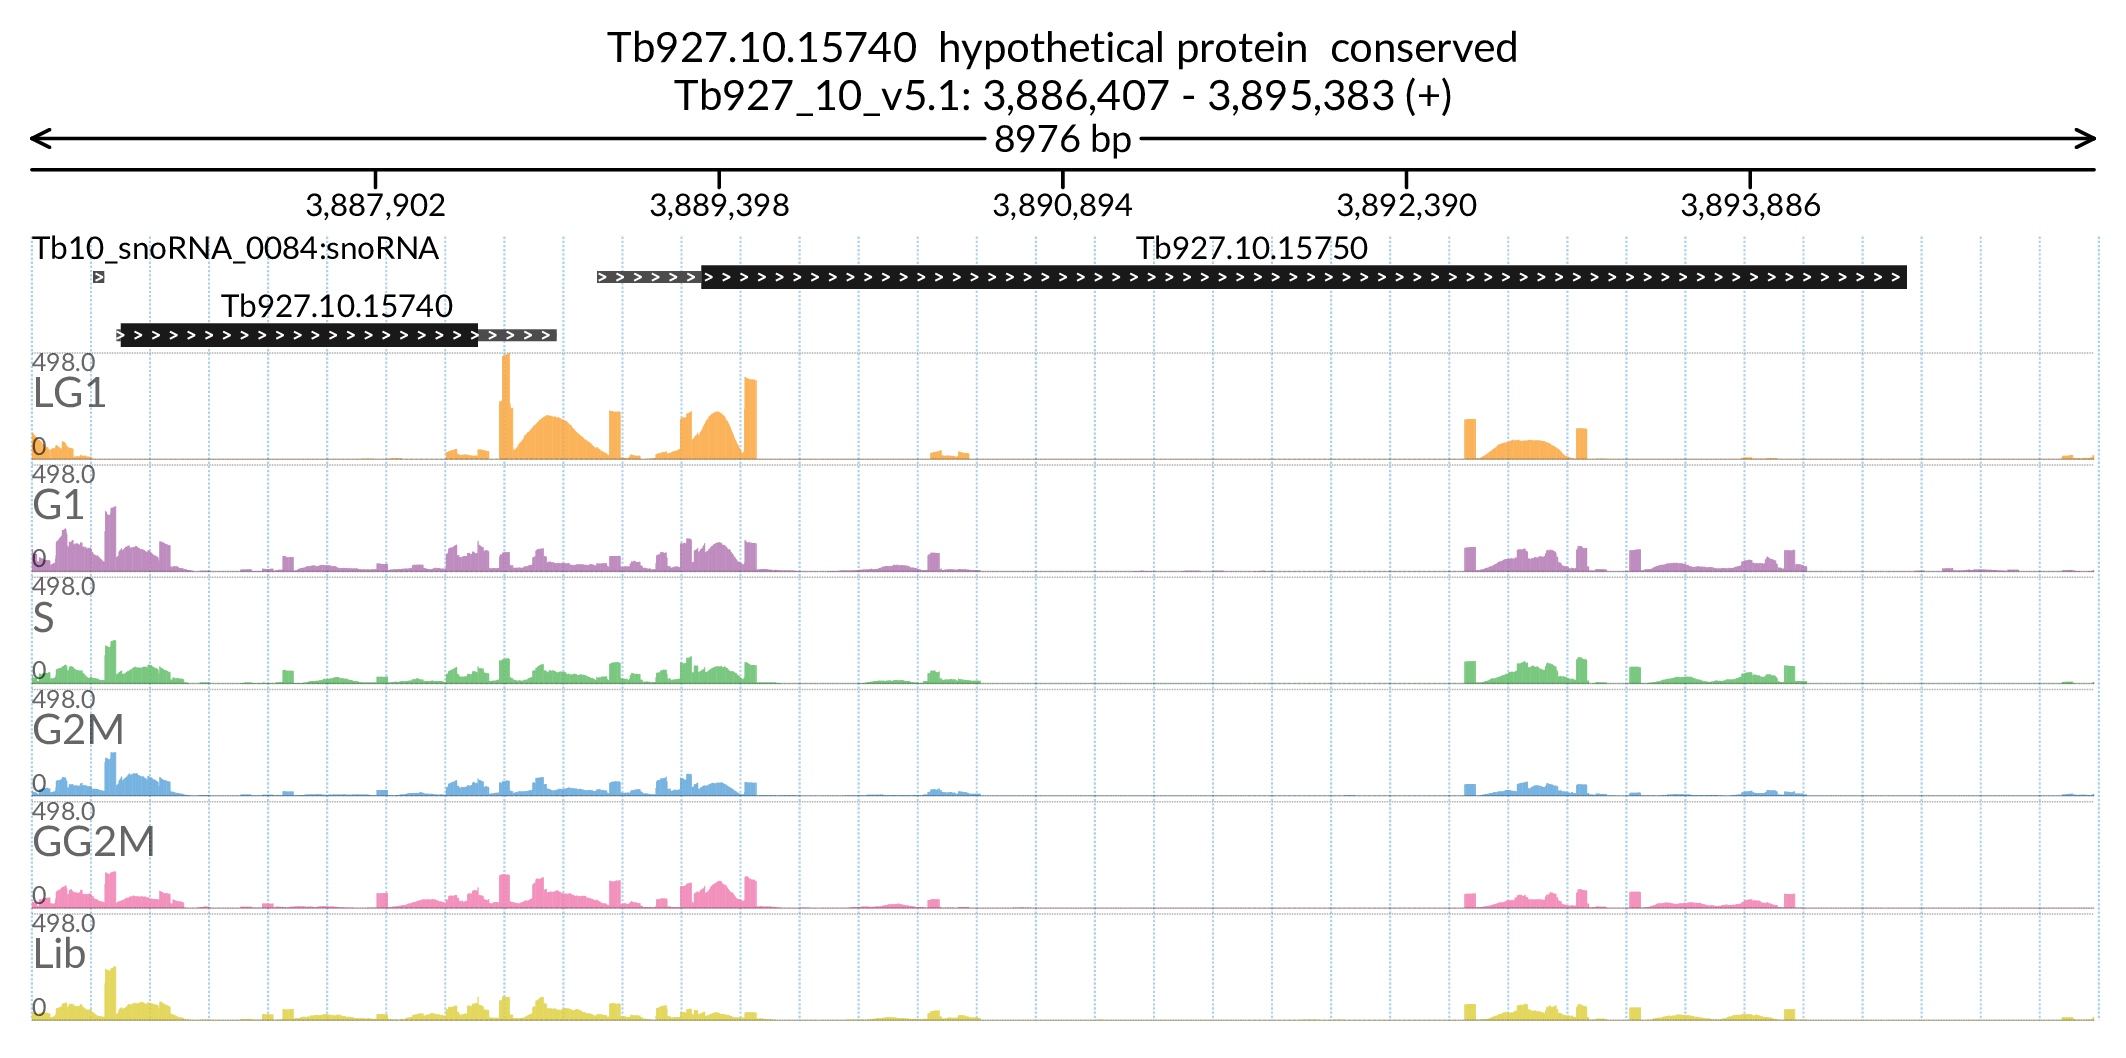 Tb927.10.15740  hypothetical protein  conserved
Tb927_10_v5.1: 3,886,407 - 3,895,383 (+)
8976 bp
3,887,902 3,889,398 3,890,894 3,892,390 3,893,886
Tb10_snoRNA_0084:snoRNA Tb927.10.15750
Tb927.10.15740
498.0
LG1
0
498.0
G1
0
498.0
S
0
498.0
G2M
0
498.0
GG2M
0
498.0
Lib
0